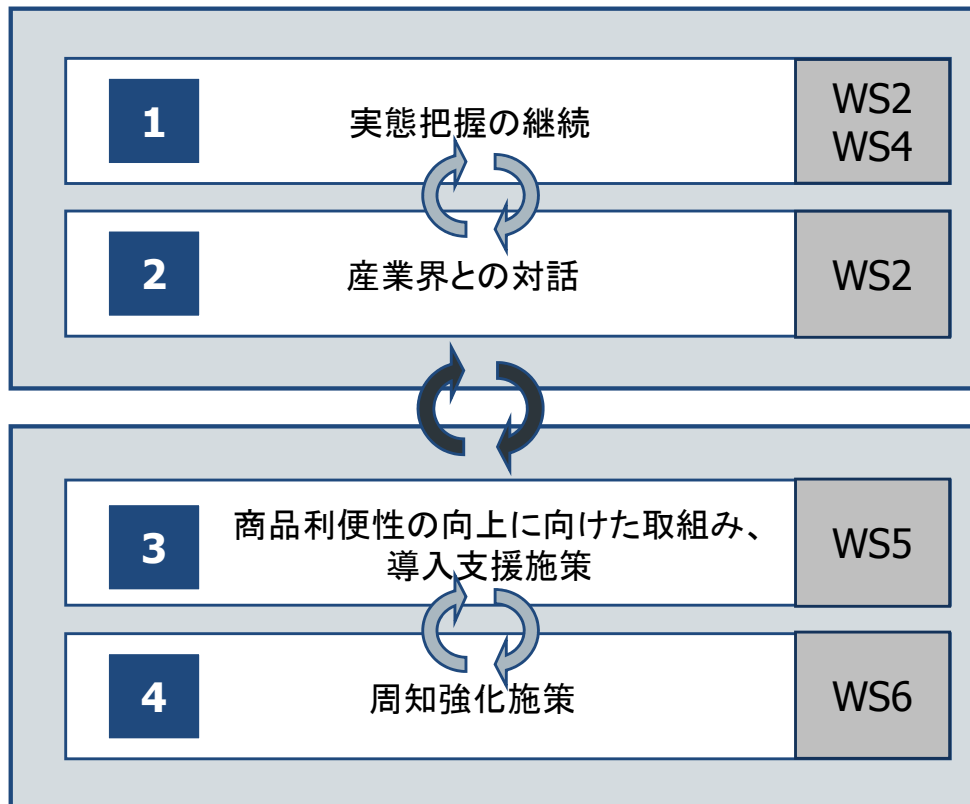 1
実態把握の継続
WS2
WS4
2
産業界との対話
WS2
3
商品利便性の向上に向けた取組み、
導入支援施策
WS5
4
周知強化施策
WS6